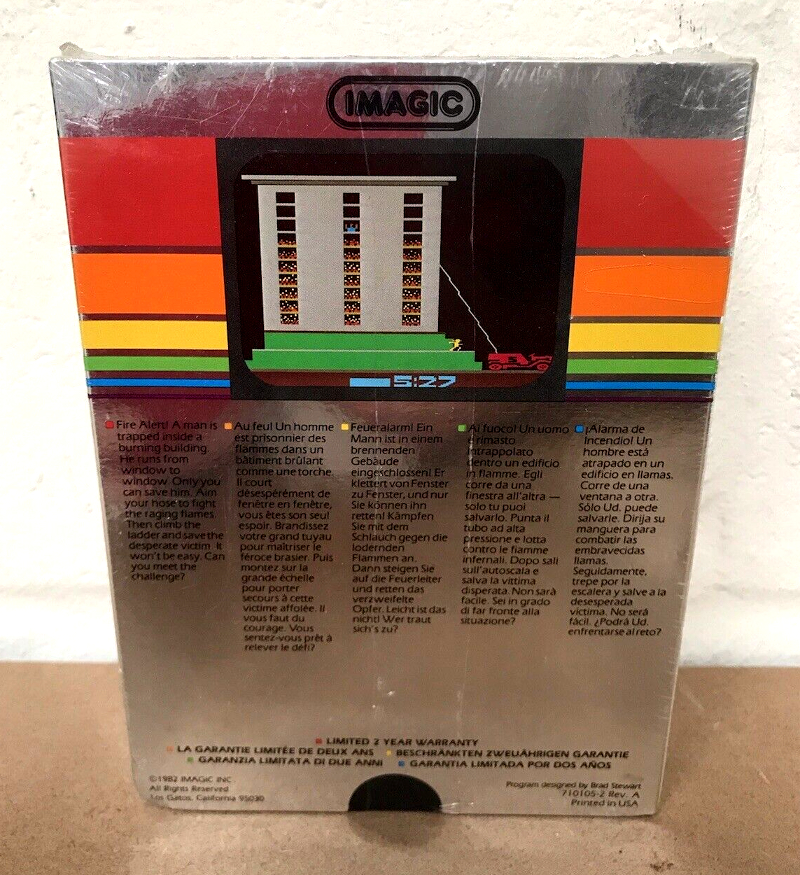 IMAGIC
5:27
Fire Alert! A man is
trapped inside a
burning building.
He runs from
window to
window. Only you
can save him. Aim
your hose to fight
the raging flames.
Then climb the
ladder and save the
desperate victim. It
won't be easy. Can
you meet the
challenge?
Au feu! Un homme
est prisonnier des
flammes dans un
bâtiment brûlant
comme une torche.
Il court
désespérément de
fenêtre en fenêtre,
vous êtes son seul
espoir. Brandissez
votre grand tuyau
pour maîtriser le
féroce brasier. Puis
montez sur la
grande échelle
pour porter
secours à cette
victime affolée. Il
vous faut du
courage. Vous
sentez-vous prêt à
relever le défi?
Feueralarm! Ein
Mann ist in einem
brennenden
Gebäude
eingeschlossen! Er
klettert von Fenster
zu Fenster, und nur
Sie können ihn
retten! Kämpfen
Sie mit dem
Schlauch gegen die
lodernden
Flammen an.
Dann steigen Sie
auf die Feuerleiter
und retten das
verzweifelte
Opfer. Leicht ist das
nicht! Wer traut
sich's zu?
Al fuoco! Un uomo
è rimasto
intrappolato
dentro un edificio
in fiamme. Egli
corre da una
finestra all'altra —
solo tu puoi
salvarlo. Punta il
tubo ad alta
pressione e lotta
contro le fiamme
infernali. Dopo sali
sull'autoscala e
salva la vittima
disperata. Non sarà
facile. Sei in grado
di far fronte alla
situazione?
¡Alarma de
Incendio! Un
hombre está
atrapado en un
edificio en llamas.
Corre de una
ventana a otra.
Sólo Ud. puede
salvarle. Dirija su
manguera para
combatir las
embravecidas
llamas.
Seguidamente,
trepe por la
escalera y salve a la
desesperada
víctima. No será
fácil. ¿Podrá Ud.
enfrentarse al reto?
LIMITED 2 YEAR WARRANTY
LA GARANTIE LIMITÉE DE DEUX ANS BESCHRÄNKTEN ZWEIJÄHRIGEN GARANTIE
GARANZIA LIMITATA DI DUE ANNI GARANTIA LIMITADA POR DOS AÑOS
©1982 IMAGIC INC.
All Rights Reserved
Los Gatos, California 95030
Program designed by Brad Stewart
710105-2 Rev. A
Printed in USA